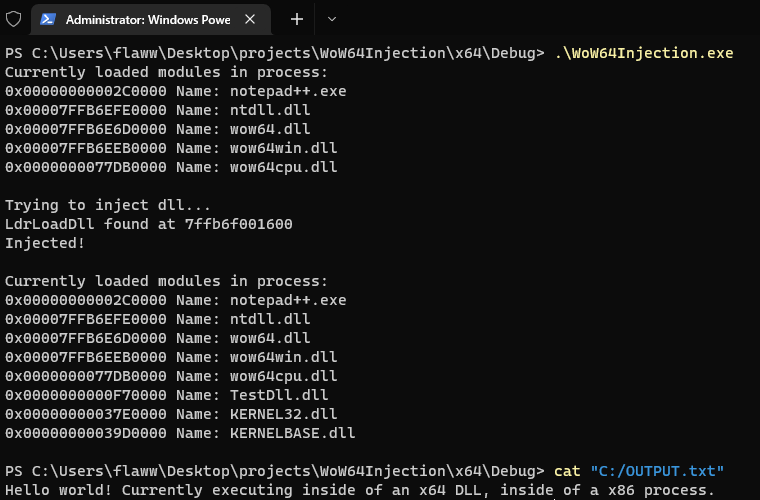 Administrator: Windows Powe
PS C:\Users\flaww\Desktop\projects\WoW64Injection\x64\Debug> .\WoW64Injection.exe
Currently loaded modules in process:
0x00000000002C0000 Name: notepad++.exe
0x00007FFB6EFE0000 Name: ntdll.dll
0x00007FFB6E6D0000 Name: wow64.dll
0x00007FFB6EEB0000 Name: wow64win.dll
0x0000000077DB0000 Name: wow64cpu.dll
Trying to inject dll...
LdrLoadDll found at 7ffb6f001600
Injected!
Currently loaded modules in process:
0x00000000002C0000 Name: notepad++.exe
0x00007FFB6EFE0000 Name: ntdll.dll
0x00007FFB6E6D0000 Name: wow64.dll
0x00007FFB6EEB0000 Name: wow64win.dll
0x0000000077DB0000 Name: wow64cpu.dll
0x0000000000F70000 Name: TestDll.dll
0x00000000037E0000 Name: KERNEL32.dll
0x00000000039D0000 Name: KERNELBASE.dll
PS C:\Users\flaww\Desktop\projects\WoW64Injection\x64\Debug> cat "C:/OUTPUT.txt"
Hello world! Currently executing inside of an x64 DLL, inside of a x86 process.